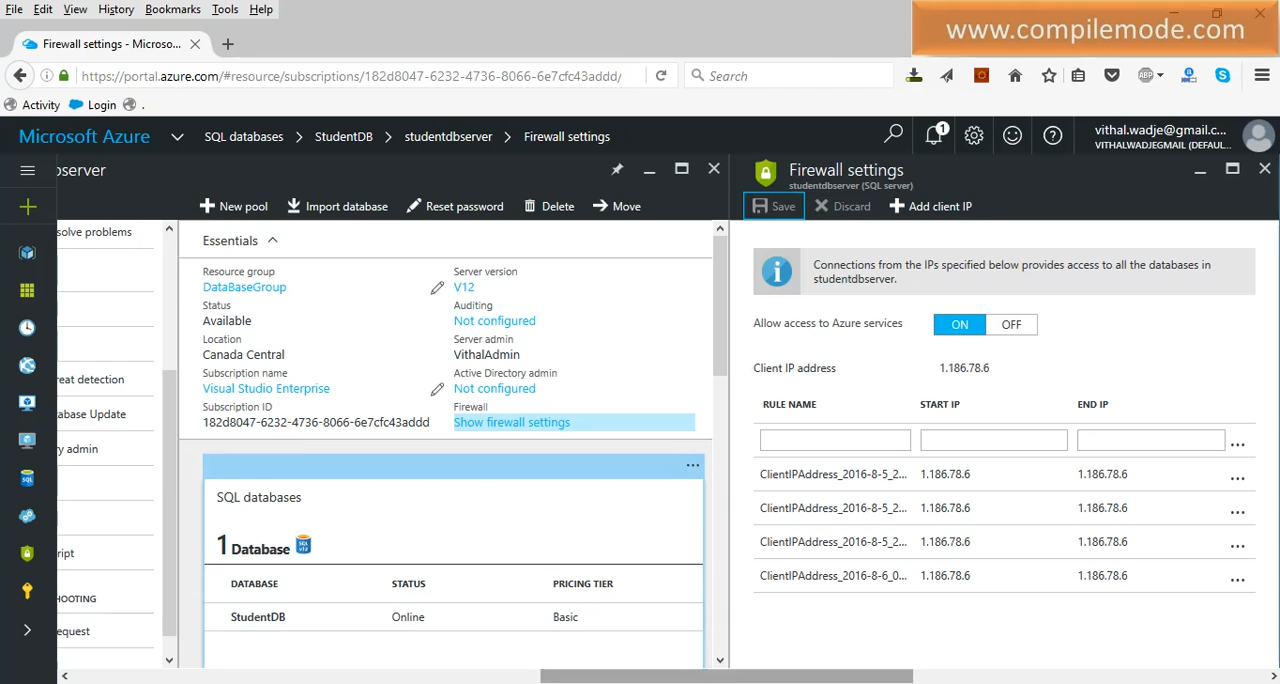 File Edit View History Bookmarks Tools Help
www.compilemode.com
Firewall settings - Microso...
https://portal.azure.com/#resource/subscriptions/182d8047-6232-4736-8066-6e7cfc43addd/
Search
ABP
Activity Login .
Microsoft Azure SQL databases > StudentDB > studentdbserver > Firewall settings
1
vithal.wadje@gmail.c...
VITHALWADJEGMAIL (DEFAUL...
bserver
Firewall settings
studentdbserver (SQL server)
New pool Import database Reset password Delete Move
Save Discard Add client IP
solve problems
reat detection
abase Update
y admin
ript
HOOTING
equest
SQL
Essentials
Resource group
DataBaseGroup
Status
Available
Location
Canada Central
Subscription name
Visual Studio Enterprise
Subscription ID
182d8047-6232-4736-8066-6e7cfc43addd
Server version
V12
Auditing
Not configured
Server admin
VithalAdmin
Active Directory admin
Not configured
Firewall
Show firewall settings
...
SQL databases
1 Database
DATABASE STATUS PRICING TIER
StudentDB Online Basic
Connections from the IPs specified below provides access to all the databases in
studentdbserver.
Allow access to Azure services ON OFF
Client IP address 1.186.78.6
RULE NAME START IP END IP
...
ClientIPAddress_2016-8-5_2... 1.186.78.6 1.186.78.6 ...
ClientIPAddress_2016-8-5_2... 1.186.78.6 1.186.78.6 ...
ClientIPAddress_2016-8-5_2... 1.186.78.6 1.186.78.6 ...
ClientIPAddress_2016-8-6_0... 1.186.78.6 1.186.78.6 ...